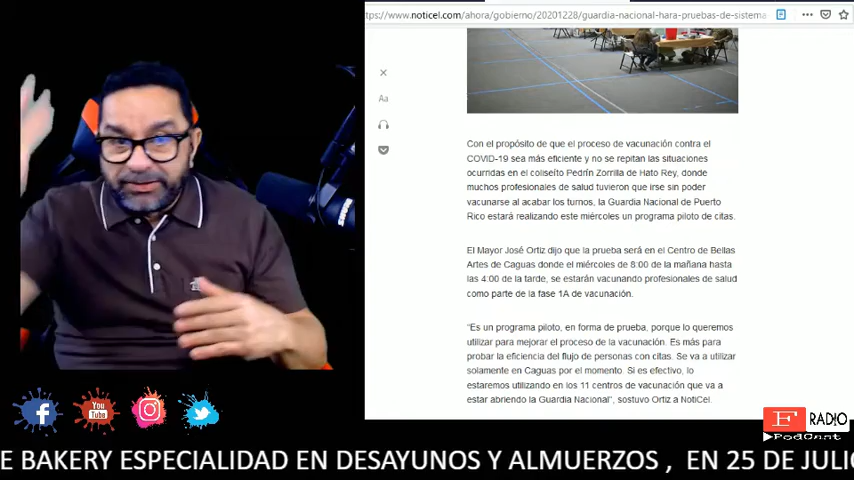 ttps://www.noticel.com/ahora/gobierno/20201228/guardia-nacional-hara-pruebas-de-sistema
Aa
Con el propósito de que el proceso de vacunación contra el
COVID-19 sea más eficiente y no se repitan las situaciones
ocurridas en el coliseíto Pedrín Zorrilla de Hato Rey, donde
muchos profesionales de salud tuvieron que irse sin poder
vacunarse al acabar los turnos, la Guardia Nacional de Puerto
Rico estará realizando este miércoles un programa piloto de citas.
El Mayor José Ortiz dijo que la prueba será en el Centro de Bellas
Artes de Caguas donde el miércoles de 8:00 de la mañana hasta
las 4:00 de la tarde, se estarán vacunando profesionales de salud
como parte de la fase 1A de vacunación.
“Es un programa piloto, en forma de prueba, porque lo queremos
utilizar para mejorar el proceso de la vacunación. Es más para
probar la eficiencia del flujo de personas con citas. Se va a utilizar
solamente en Caguas por el momento. Si es efectivo, lo
estaremos utilizando en los 11 centros de vacunación que va a
estar abriendo la Guardia Nacional”, sostuvo Ortiz a NotiCel.
You
Tube
F RADIO
PODCAST
E BAKERY ESPECIALIDAD EN DESAYUNOS Y ALMUERZOS , EN 25 DE JULIO